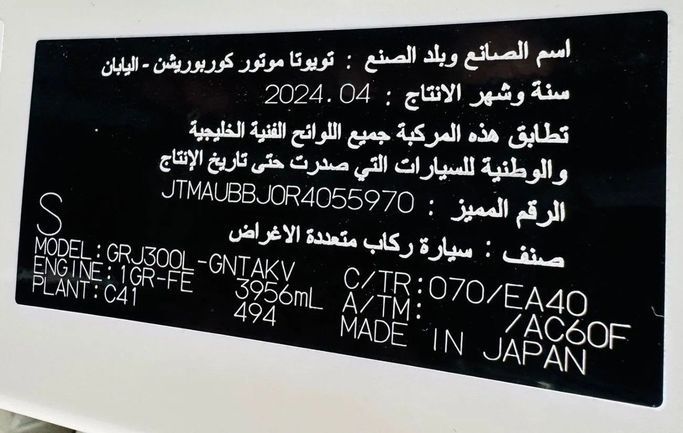 اسم الصانع وبلد الصنع : تويوتا موتور كوربوريشن - اليابان
سنة وشهر الانتاج : 2024.04
تطابق هذه المركبة جميع اللوائح الفنية الخليجية
والوطنية للسيارات التي صدرت حتى تاريخ الإنتاج
الرقم المميز : JTMAUBBJ0R4055970
صنف : سيارة ركاب متعددة الاغراض
S
MODEL:GRJ300L-GNTAKV
ENGINE:1GR-FE 3956mL
PLANT:C41 494
C/TR:070/EA40
A/TM: /AC60F
MADE IN JAPAN